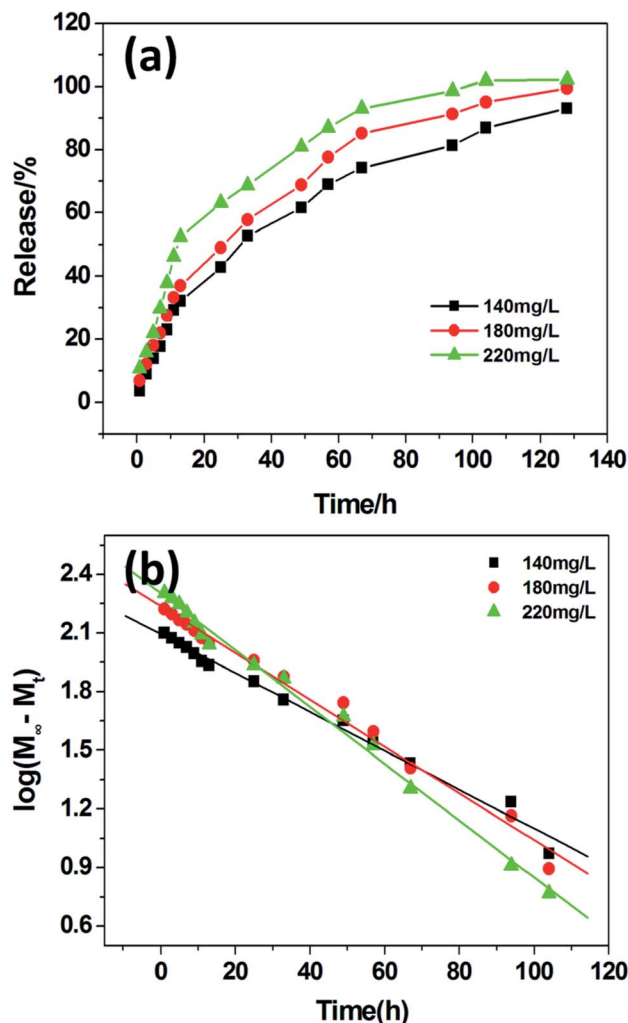 (a)
120
100
80
60
40
20
0
Release/%
140mg/L
180mg/L
220mg/L
0 20 40 60 80 100 120 140
Time/h
(b)
2.4
2.1
1.8
1.5
1.2
0.9
0.6
log(M∞- Mt)
140mg/L
180mg/L
220mg/L
0 20 40 60 80 100 120
Time(h)